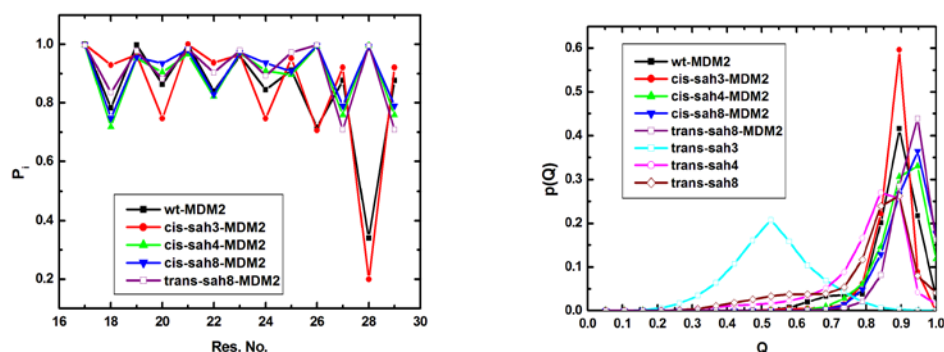 1.0
0.8
0.6
0.4
0.2
P i
wt-MDM2
cis-sah3-MDM2
cis-sah4-MDM2
cis-sah8-MDM2
trans-sah8-MDM2
16 18 20 22 24 26 28 30
Res. No.
0.6
0.5
0.4
0.3
0.2
0.1
0.0
p(Q)
wt-MDM2
cis-sah3-MDM2
cis-sah4-MDM2
cis-sah8-MDM2
trans-sah8-MDM2
trans-sah3
trans-sah4
trans-sah8
0.0 0.1 0.2 0.3 0.4 0.5 0.6 0.7 0.8 0.9 1.0
Q